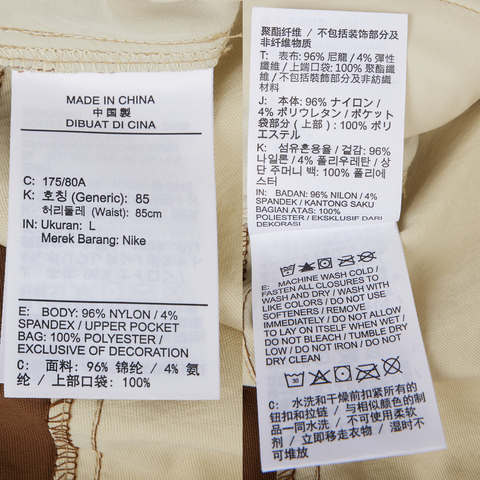 MADE IN CHINA
中国製
DIBUAT DI CINA
C: 175/80A
K: 호칭 (Generic): 85
허리둘레 (Waist): 85cm
IN: Ukuran: L
Merek Barang: Nike
E: BODY: 96% NYLON / 4%
SPANDEX / UPPER POCKET
BAG: 100% POLYESTER /
EXCLUSIVE OF DECORATION
C: 面料: 96% 锦纶 / 4% 氨
纶 / 上部口袋: 100%
聚酯纤维 / 不包括装饰部分及
非纤维物质
T: 表布: 96% 尼龍 / 4% 彈性
纖維 / 上端口袋: 100% 聚酯纖
維 / 不包括裝飾部分及非紡織
材料
J: 本体: 96% ナイロン /
4% ポリウレタン / ポケット
袋部分 (上部) : 100% ポリ
エステル
K: 섬유혼용율 / 겉감: 96%
나일론 / 4% 폴리우레탄 / 상
단 주머니 백: 100% 폴리에
스터
IN: BADAN: 96% NILON / 4%
SPANDEK / KANTONG SAKU
BAGIAN ATAS: 100%
POLIESTER / EKSKLUSIF DARI
DEKORASI
E: MACHINE WASH COLD /
FASTEN ALL CLOSURES TO
WASH AND DRY / WASH WITH
LIKE COLORS / DO NOT USE
SOFTENERS / REMOVE
IMMEDIATELY / DO NOT ALLOW
TO LAY ON ITSELF WHEN WET /
DO NOT BLEACH / TUMBLE DRY
LOW / DO NOT IRON / DO NOT
DRY CLEAN
C: 水洗和干燥前扣紧所有的
钮扣和拉链 / 与相似颜色的制
品一同水洗 / 不可使用柔软
剂 / 立即移走衣物 / 湿时不
可堆放